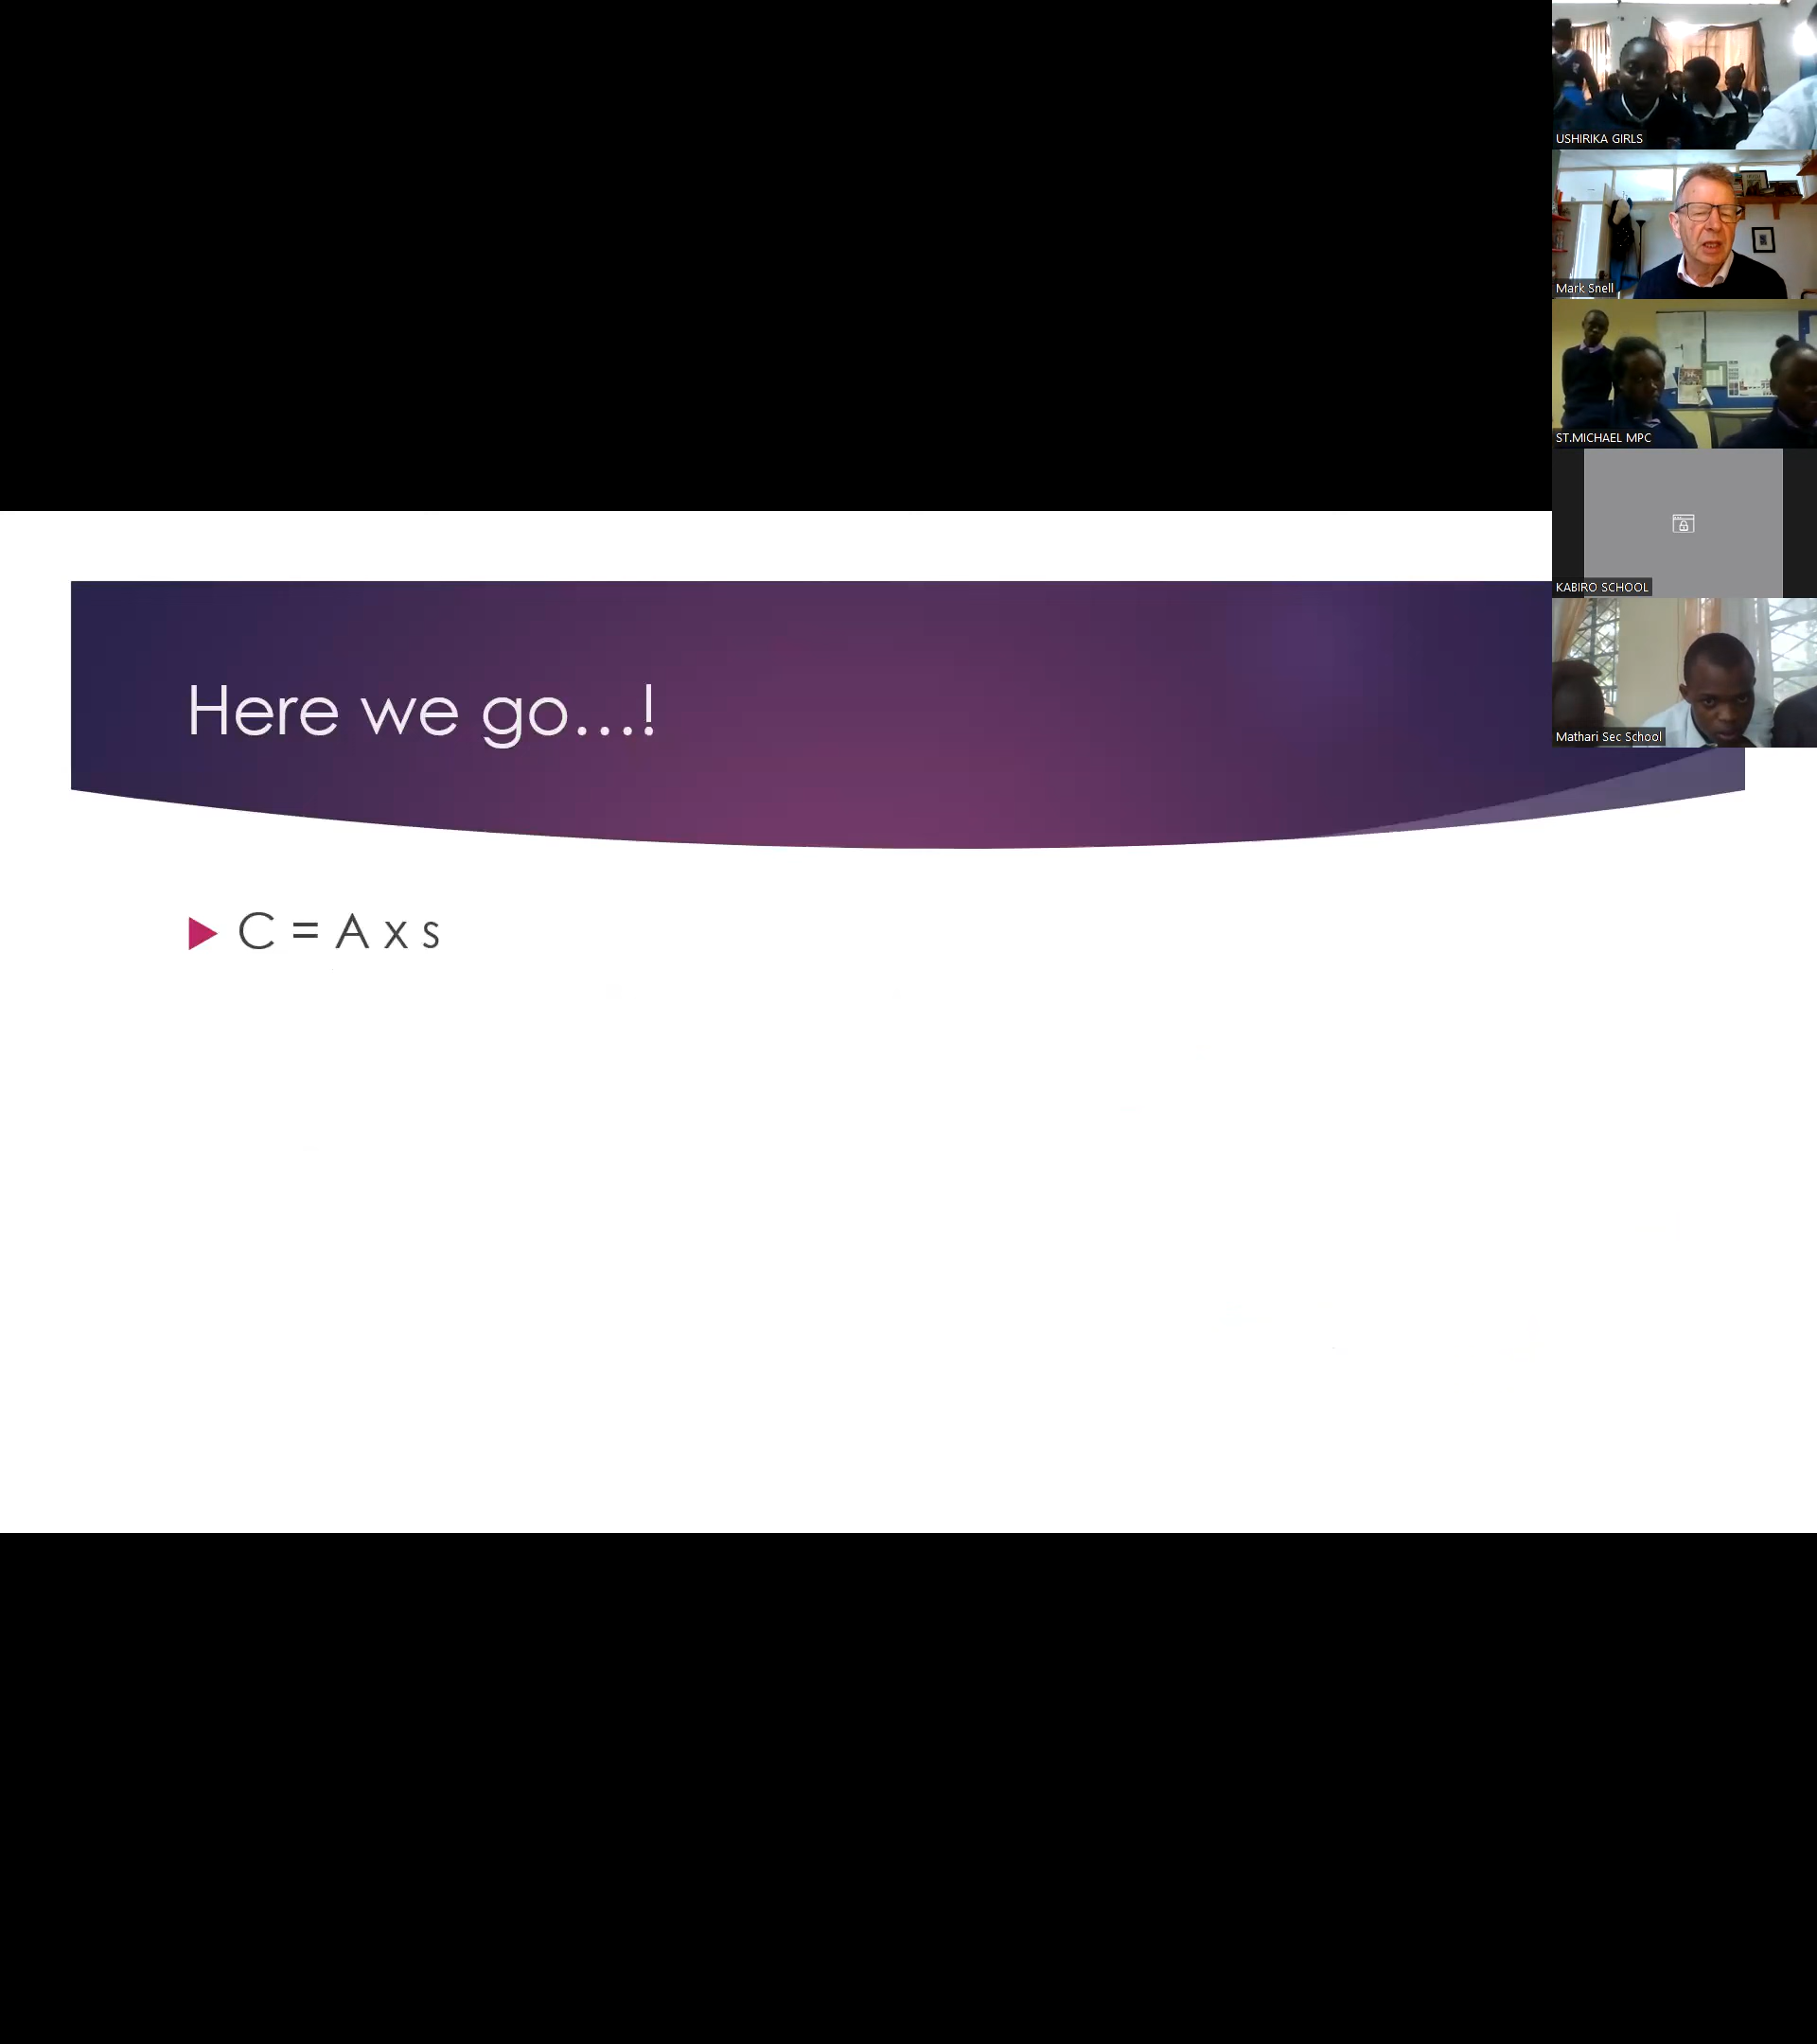 USHIRIKA GIRLS
Mark Snell
ST.MICHAEL MPC
KABIRO SCHOOL
Mathari Sec School
Here we go...!
C = A x s